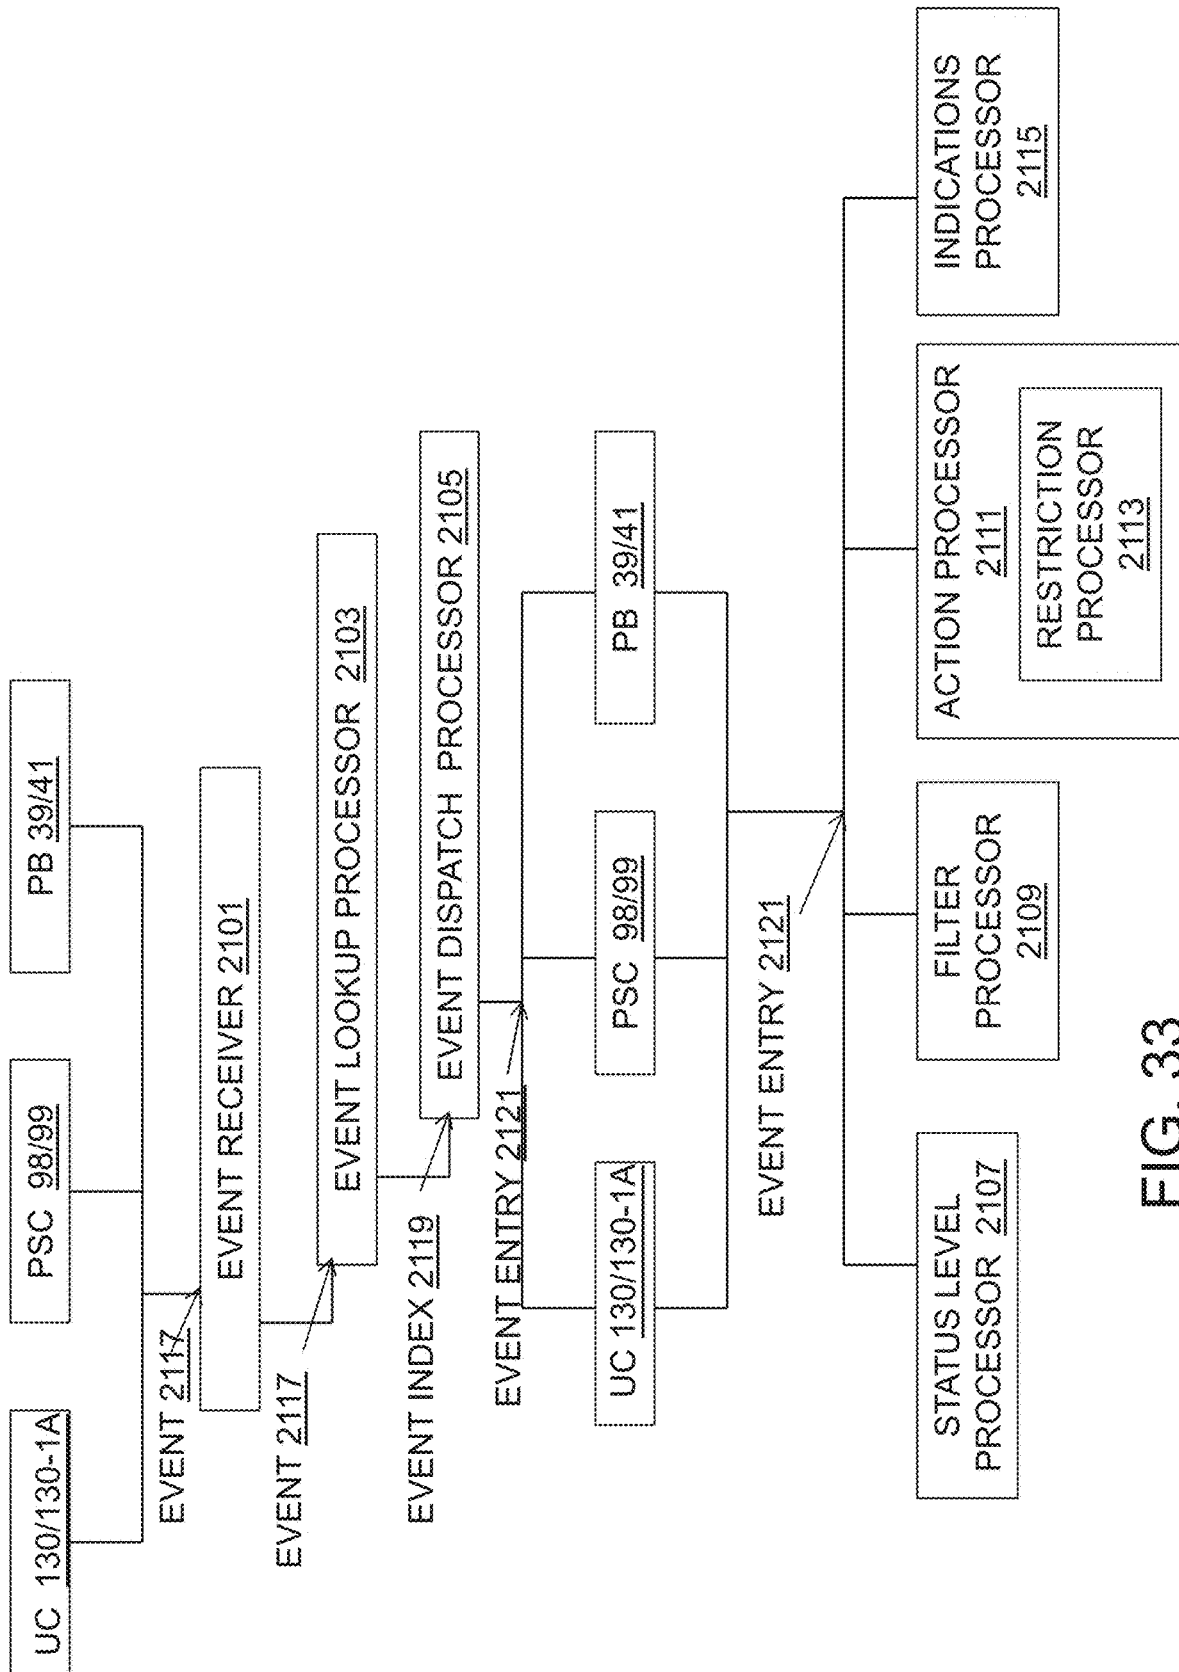 UC 130/130-1A
PSC 98/99
PB 39/41
EVENT 2117
EVENT RECEIVER 2101
EVENT 2117
EVENT LOOKUP PROCESSOR 2103
EVENT INDEX 2119
EVENT DISPATCH PROCESSOR 2105
EVENT ENTRY 2121
UC 130/130-1A
PSC 98/99
PB 39/41
EVENT ENTRY 2121
STATUS LEVEL
PROCESSOR 2107
FILTER
PROCESSOR
2109
ACTION PROCESSOR
2111
RESTRICTION
PROCESSOR
2113
INDICATIONS
PROCESSOR
2115
FIG. 33